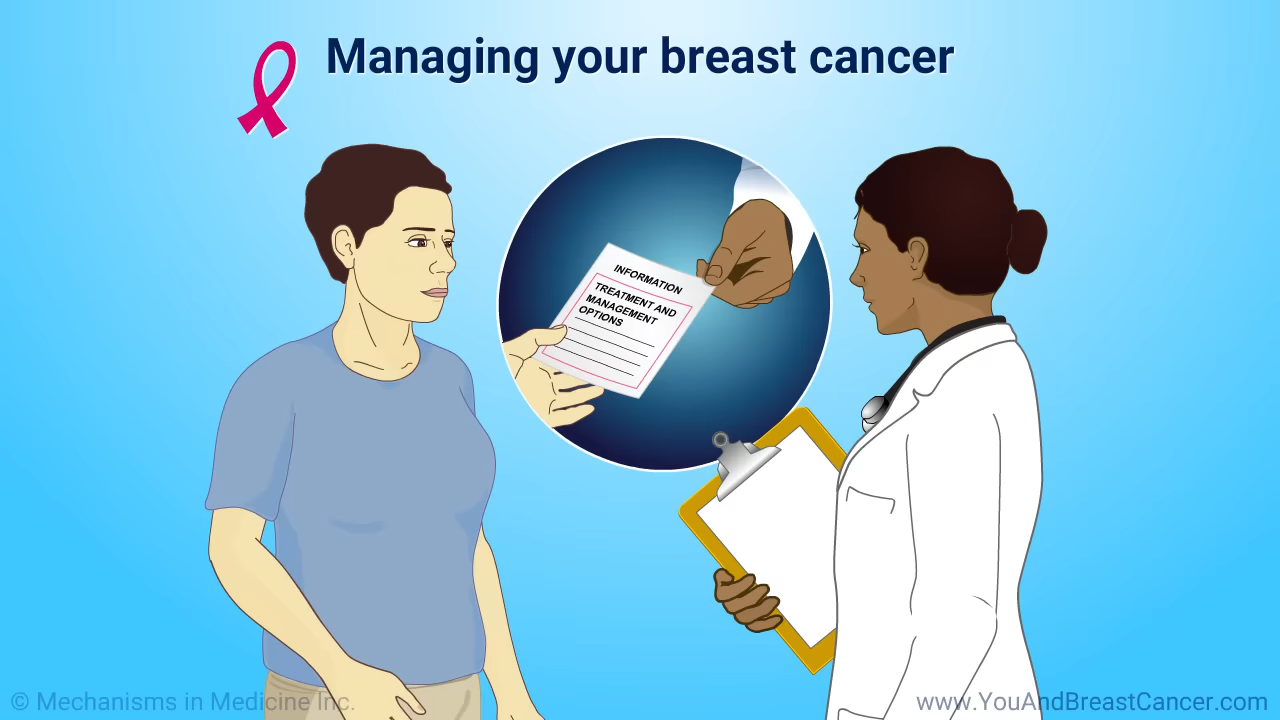 Managing your breast cancer
INFORMATION
TREATMENT AND
MANAGEMENT
OPTIONS
© Mechanisms in Medicine Inc.
www.YouAndBreastCancer.com